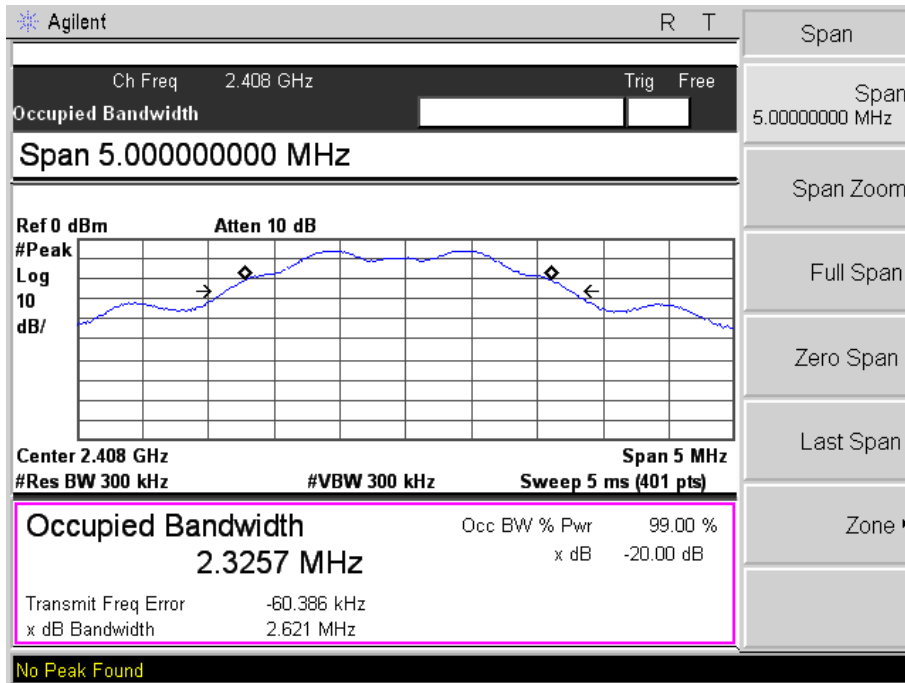 Agilent
R T
Ch Freq 2.408 GHz
Trig Free
Occupied Bandwidth
Span 5.000000000 MHz
Ref 0 dBm
Atten 10 dB
#Peak
Log
10
dB/
Center 2.408 GHz
Span 5 MHz
#Res BW 300 kHz
#VBW 300 kHz
Sweep 5 ms (401 pts)
Occupied Bandwidth
2.3257 MHz
Occ BW % Pwr 99.00 %
x dB -20.00 dB
Transmit Freq Error -60.386 kHz
x dB Bandwidth 2.621 MHz
No Peak Found
Span
Span
5.00000000 MHz
Span Zoom
Full Span
Zero Span
Last Span
Zone